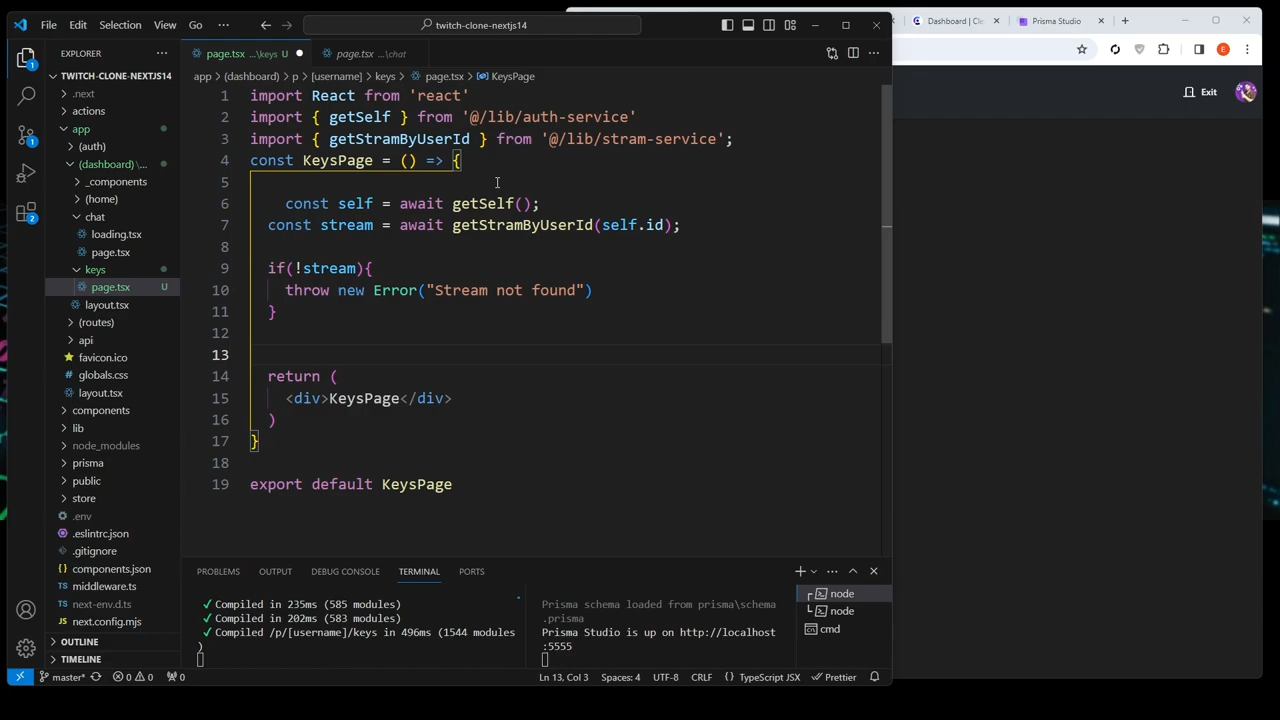 File Edit Selection View Go ··· twitch-clone-nextjs14
Dashboard | Cle Prisma Studio
EXPLORER ···
page.tsx ...\keys U page.tsx ...\chat
E
TWITCH-CLONE-NEXTJS14
app > (dashboard) > p > [username] > keys > page.tsx > KeysPage
Exit
.next
actions
app
(auth)
(dashboard) \...
_components
(home)
chat
loading.tsx
page.tsx
keys
page.tsx U
layout.tsx
(routes)
api
favicon.ico
globals.css
layout.tsx
components
lib
node_modules
prisma
public
store
.env
.eslintrc.json
.gitignore
components.json
middleware.ts
next-env.d.ts
next.config.mjs
OUTLINE
TIMELINE
1 import React from 'react'
2 import { getSelf } from '@/lib/auth-service'
3 import { getStramByUserId } from '@/lib/stram-service';
4 const KeysPage = () => {
5
6 const self = await getSelf();
7 const stream = await getStramByUserId(self.id);
8
9 if(!stream){
10 throw new Error("Stream not found")
11 }
12
13
14 return (
15 <div>KeysPage</div>
16 )
17 }
18
19 export default KeysPage
PROBLEMS OUTPUT DEBUG CONSOLE TERMINAL PORTS
✓ Compiled in 235ms (585 modules)
✓ Compiled in 202ms (583 modules)
✓ Compiled /p/[username]/keys in 496ms (1544 modules
)
Prisma schema loaded from prisma\schema
.prisma
Prisma Studio is up on http://localhost
:5555
node
node
cmd
master* 0 0 0 Ln 13, Col 3 Spaces: 4 UTF-8 CRLF { } TypeScript JSX Prettier